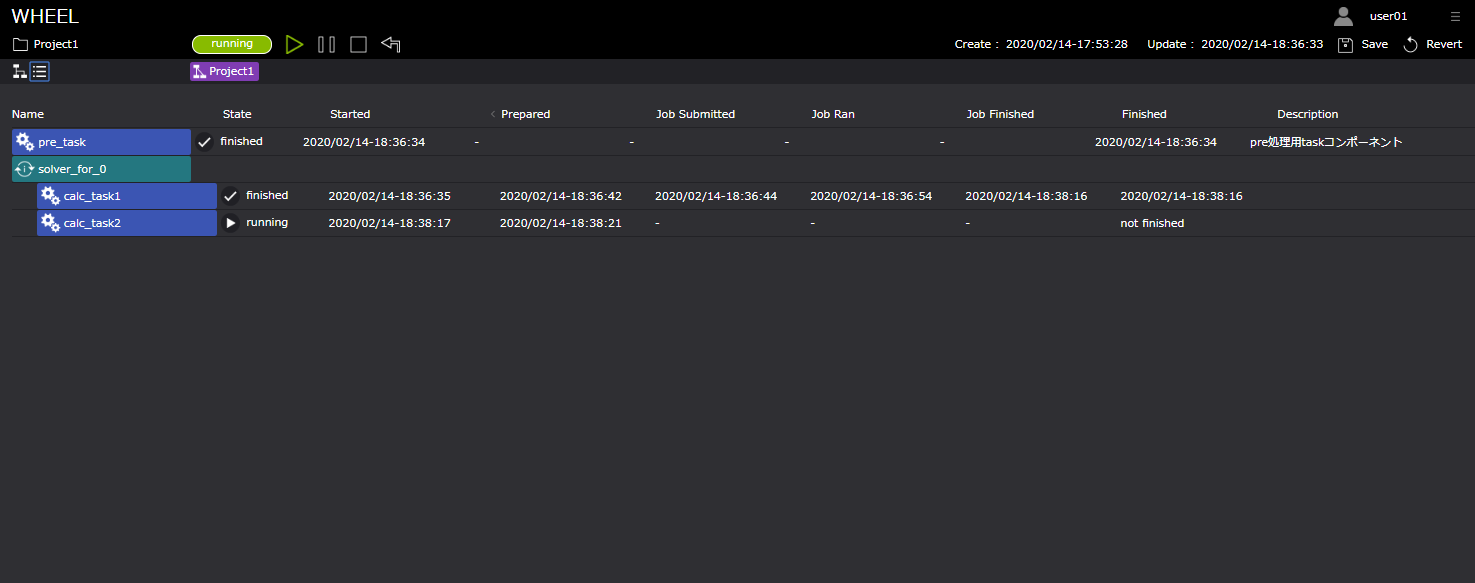 WHEEL user01
Project1 running Create : 2020/02/14-17:53:28 Update : 2020/02/14-18:36:33 Save Revert
Project1
Name State Started Prepared Job Submitted Job Ran Job Finished Finished Description
pre_task finished 2020/02/14-18:36:34 - - - - 2020/02/14-18:36:34 pre処理用taskコンポーネント
solver_for_0
calc_task1 finished 2020/02/14-18:36:35 2020/02/14-18:36:42 2020/02/14-18:36:44 2020/02/14-18:36:54 2020/02/14-18:38:16 2020/02/14-18:38:16
calc_task2 running 2020/02/14-18:38:17 2020/02/14-18:38:21 - - - not finished